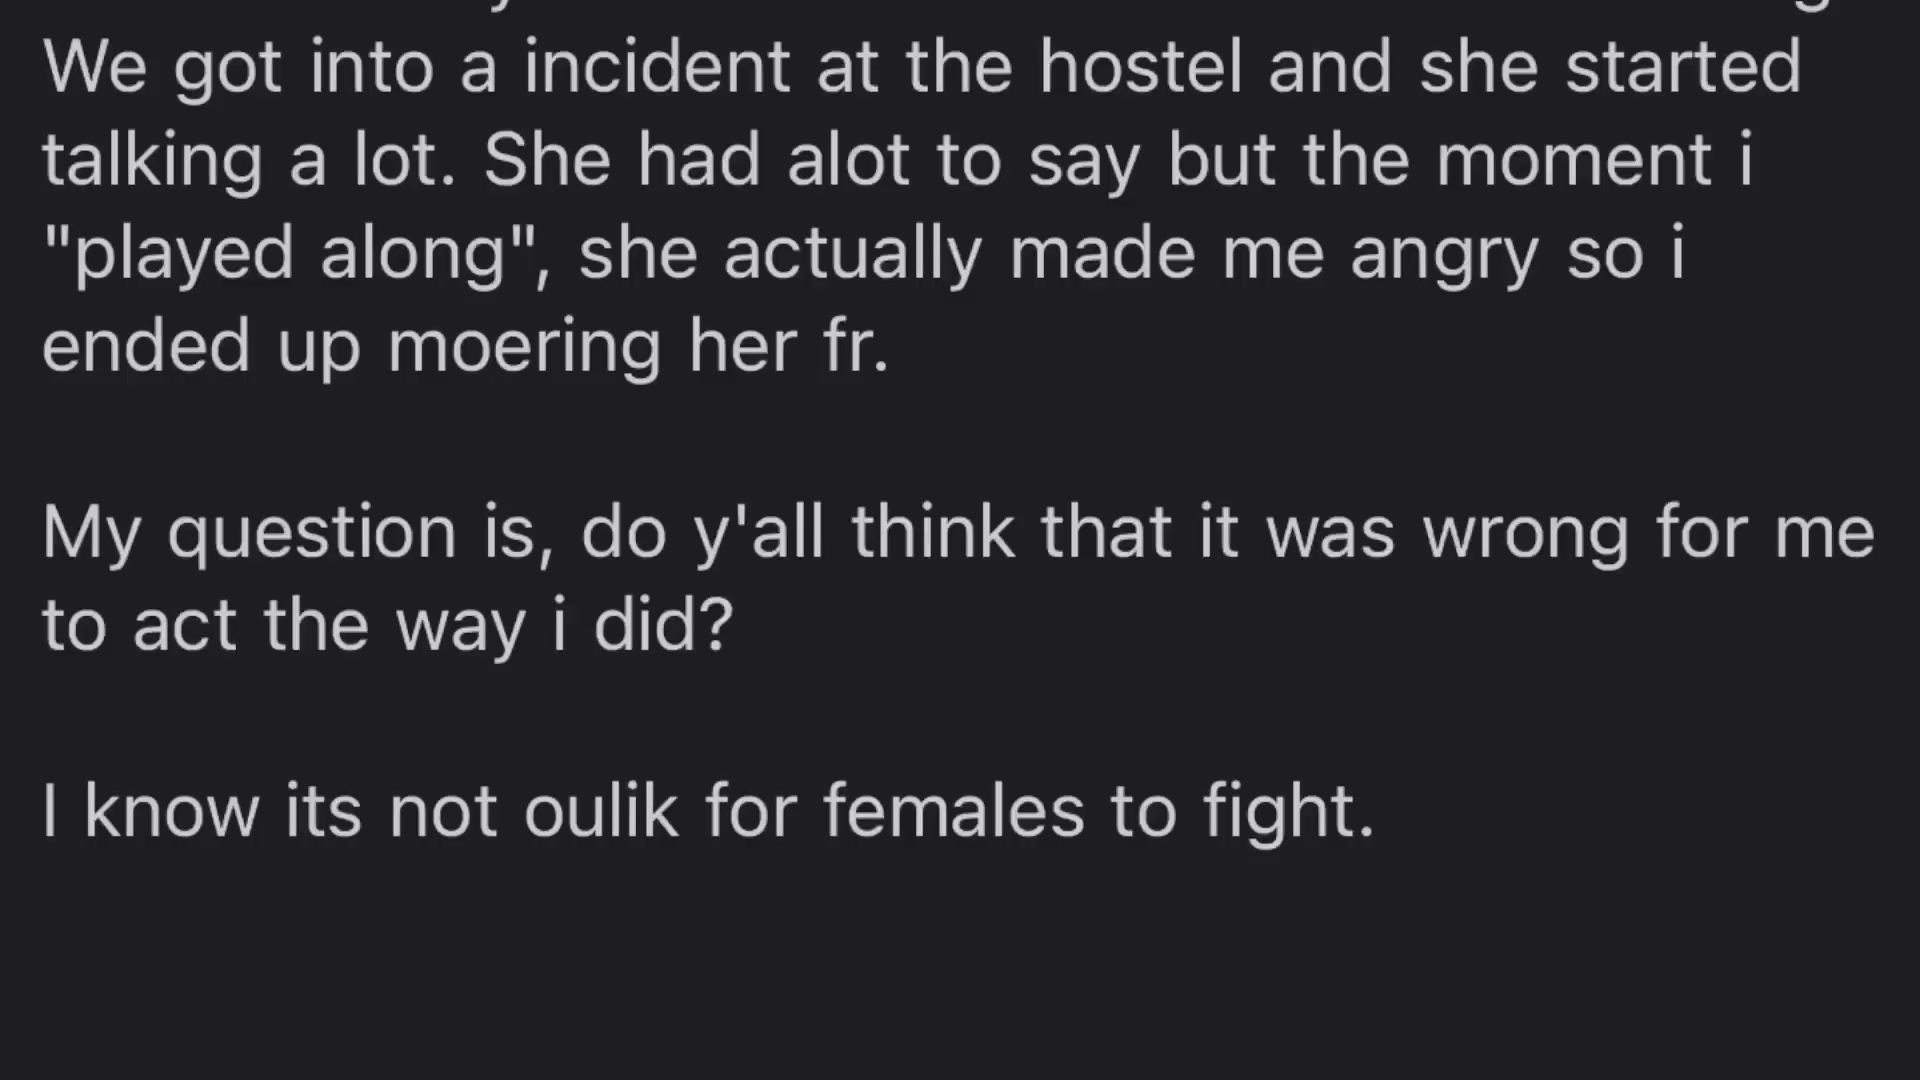 We got into a incident at the hostel and she started
talking a lot. She had alot to say but the moment i
"played along", she actually made me angry so i
ended up moering her fr.
My question is, do y'all think that it was wrong for me
to act the way i did?
I know its not oulik for females to fight.